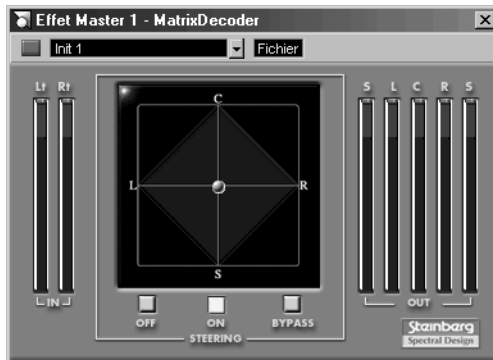 Effet Master 1 - MatrixDecoder
Init 1
Fichier
Lt Rt
S L C R S
C
L R
S
IN
OUT
OFF ON BYPASS
STEERING
Steinberg
Spectral Design